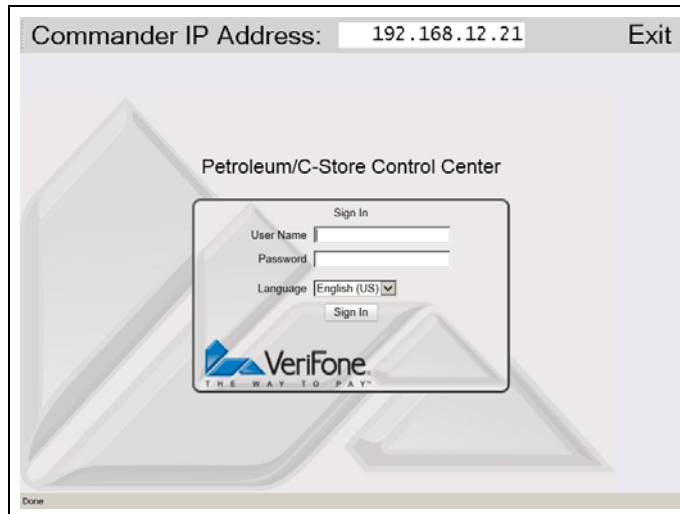 Commander IP Address: 192.168.12.21 Exit
Petroleum/C-Store Control Center
Sign In
User Name
Password
Language English (US)
Sign In
VeriFone.
THE WAY TO PAY™
Done